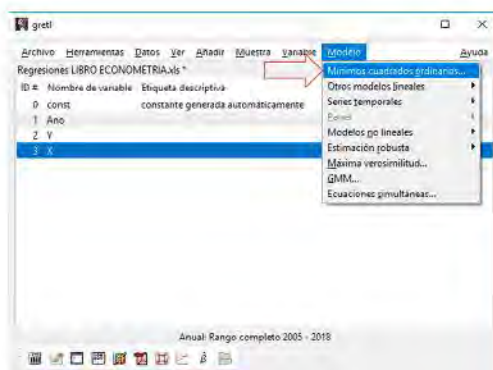 gretl
Archivo Herramientas Datos Ver Añadir Muestra Variable Modelo Ayuda
Regresiones LIBRO ECONOMETRIA.xls *
ID # Nombre de variable Etiqueta descriptiva
0 const constante generada automáticamente
1 Ano
2 Y
3 X
Mínimos cuadrados ordinarios...
Otros modelos lineales
Series temporales
Panel
Modelos no lineales
Estimación robusta
Máxima verosimilitud...
GMM...
Ecuaciones simultáneas...
Anual: Rango completo 2005 - 2018